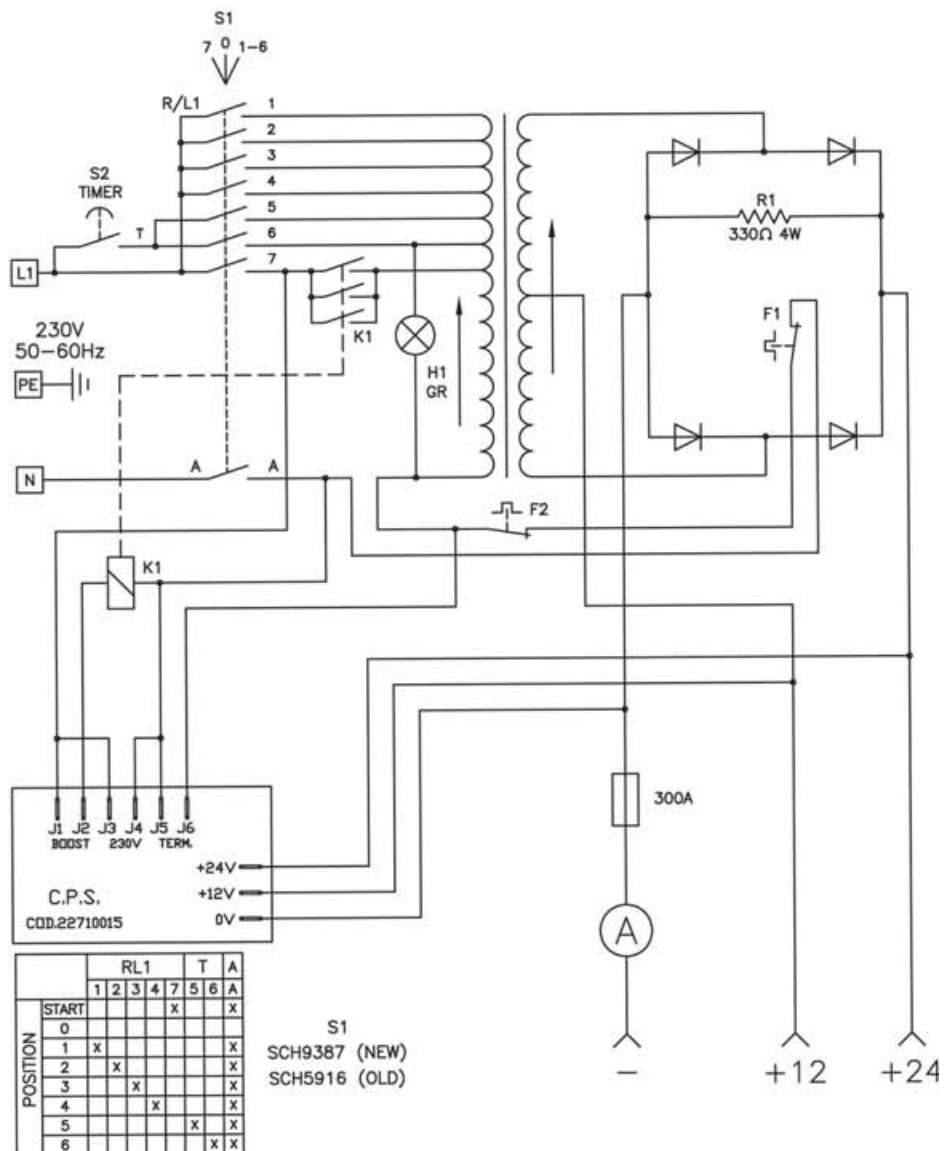 S1
7 0 1-6
R/L1
1
2
3
4
5
6
7
S2
TIMER
T
L1
230V
50-60Hz
PE
K1
H1
GR
R1
330Ω 4W
F1
N
A A
F2
K1
300A
J1 J2 J3 J4 J5 J6
BOOST 230V TERM.
+24V
+12V
0V
C.P.S.
COD.22710015
A
- +12 +24
S1
SCH9387 (NEW)
SCH5916 (OLD)
RL1 T A
1 2 3 4 7 5 6 A
POSITION
START X X
0
1 X X
2 X X
3 X X
4 X X
5 X X
6 X X